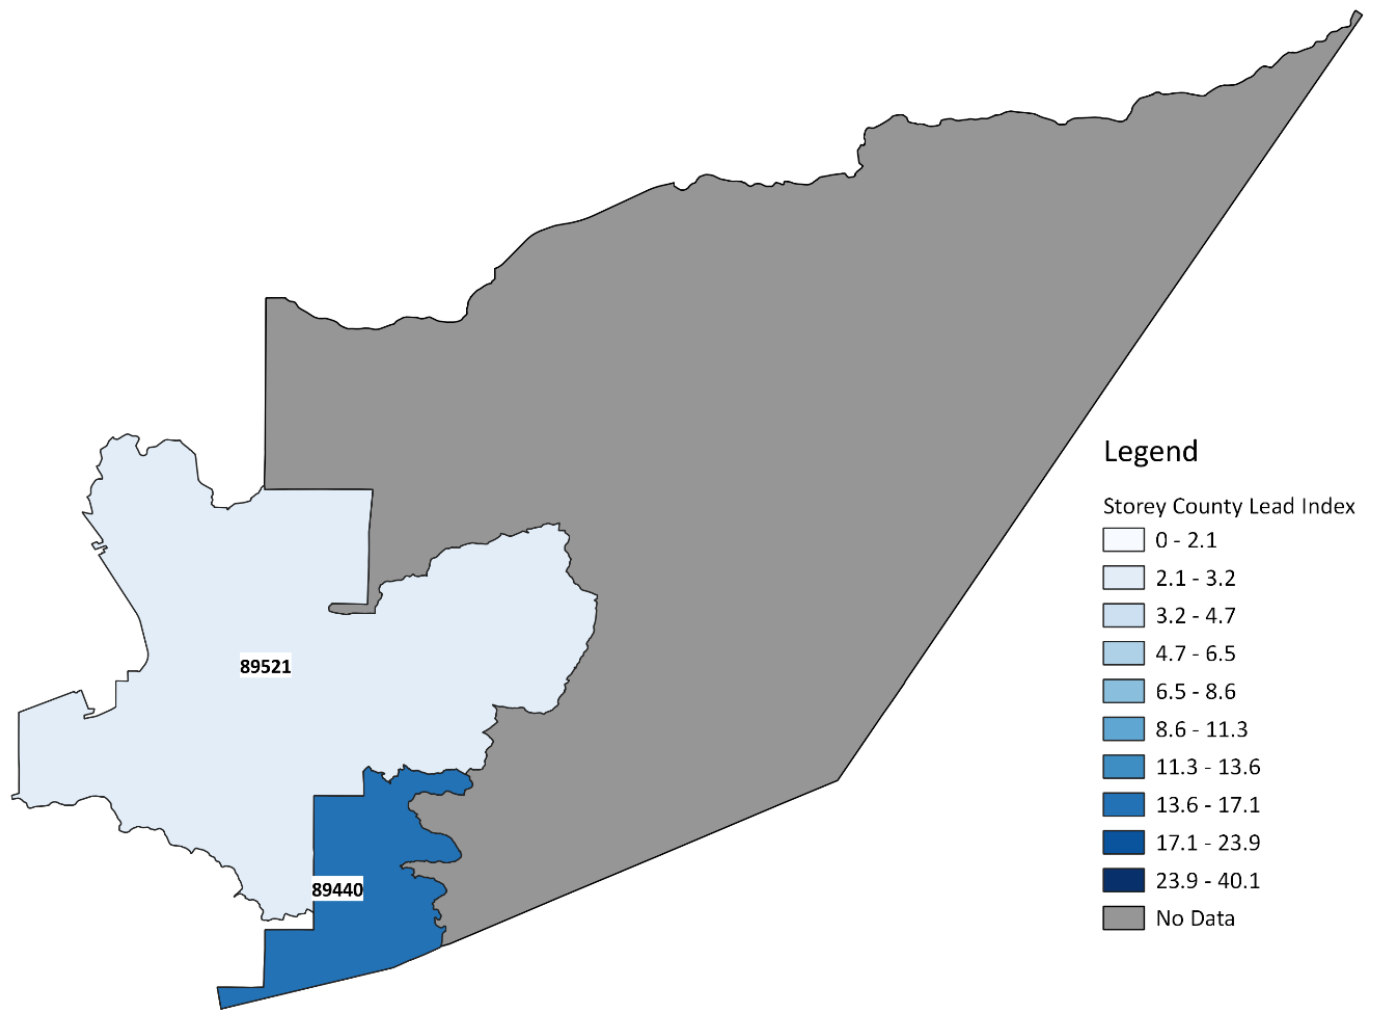 Legend
Storey County Lead Index
0 - 2.1
2.1 - 3.2
3.2 - 4.7
4.7 - 6.5
6.5 - 8.6
8.6 - 11.3
11.3 - 13.6
13.6 - 17.1
17.1 - 23.9
23.9 - 40.1
No Data
89521
89440